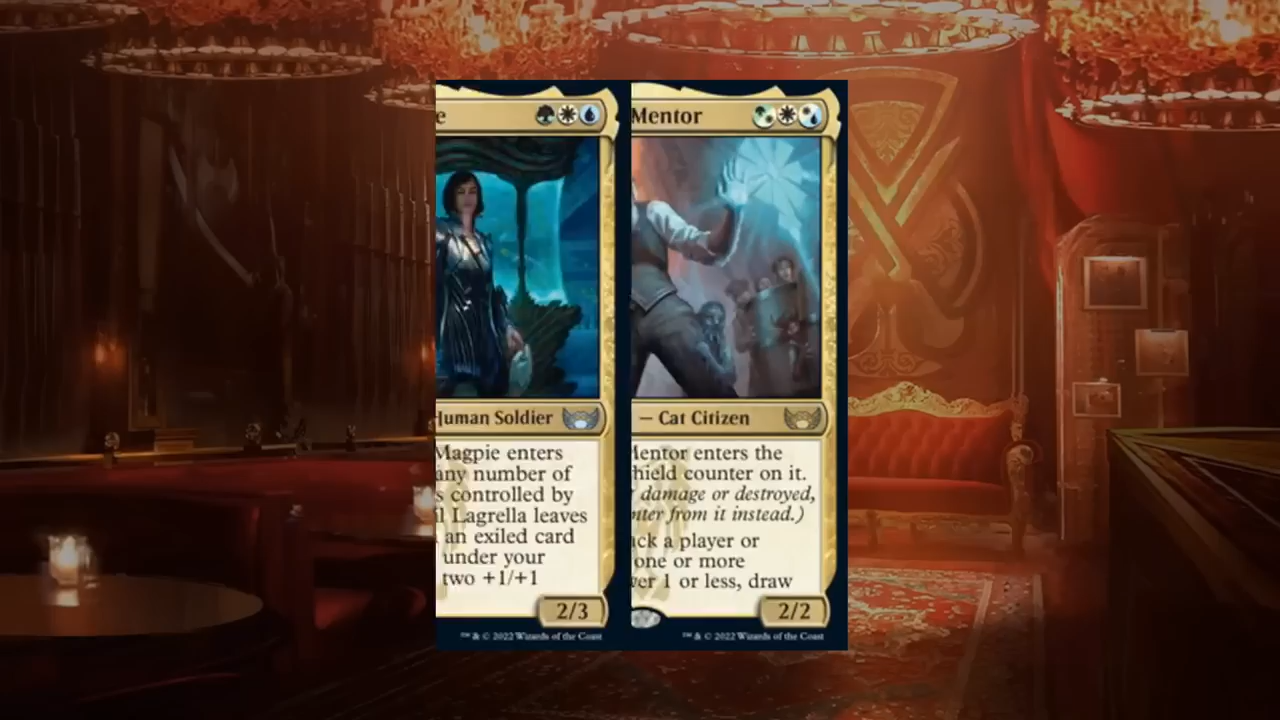 e
Human Soldier
Magpie enters
any number of
s controlled by
il Lagrella leaves
an exiled card
under your
two +1/+1
2/3
™ & © 2022 Wizards of the Coast
Mentor
— Cat Citizen
Mentor enters the
hield counter on it.
damage or destroyed,
nter from it instead.)
ack a player or
one or more
wer 1 or less, draw
2/2
™ & © 2022 Wizards of the Coast